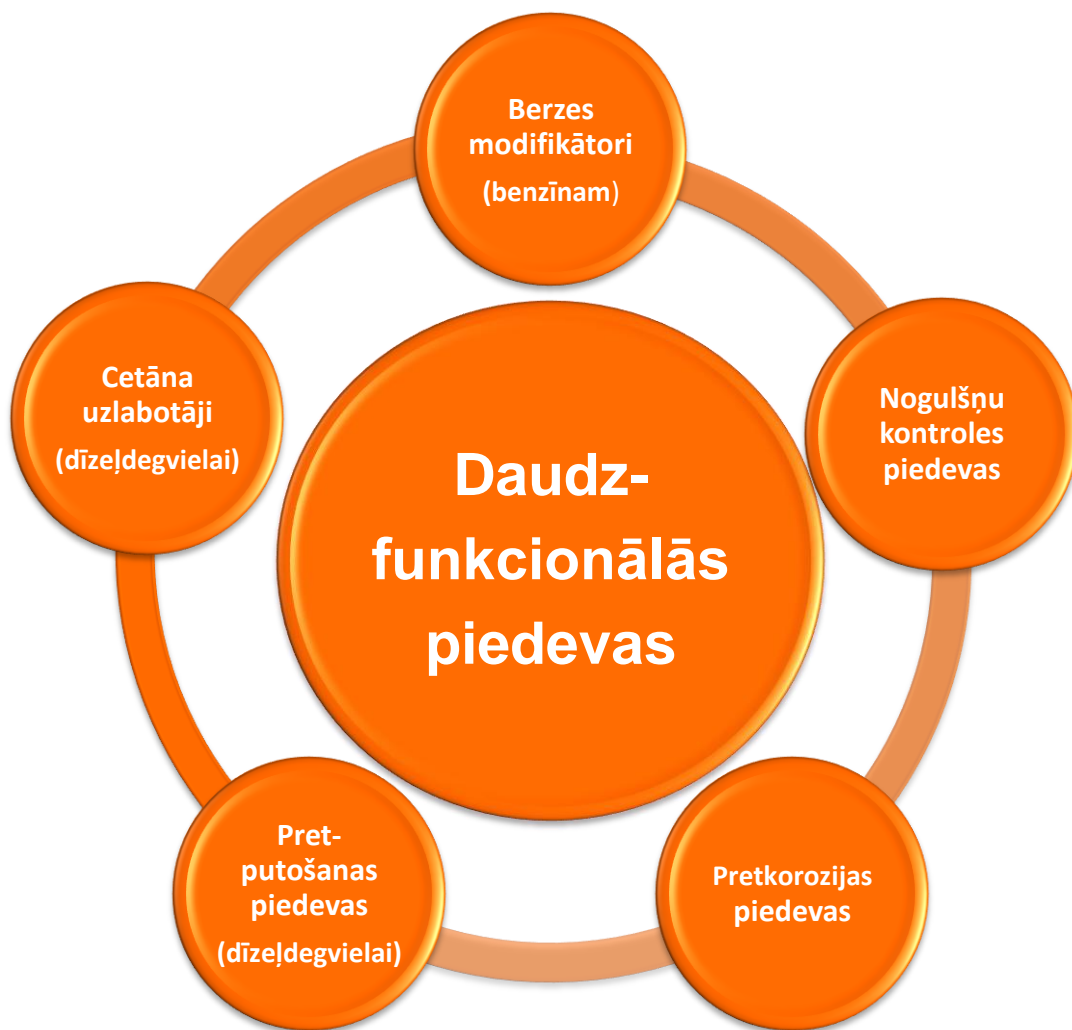 Berzes
modifikātori
(benzīnam)
Cetāna
uzlabotāji
(dīzeļdegvielai)
Nogulšņu
kontroles
piedevas
Daudz-
funkcionālās
piedevas
Pret-
putošanas
piedevas
(dīzeļdegvielai)
Pretkorozijas
piedevas